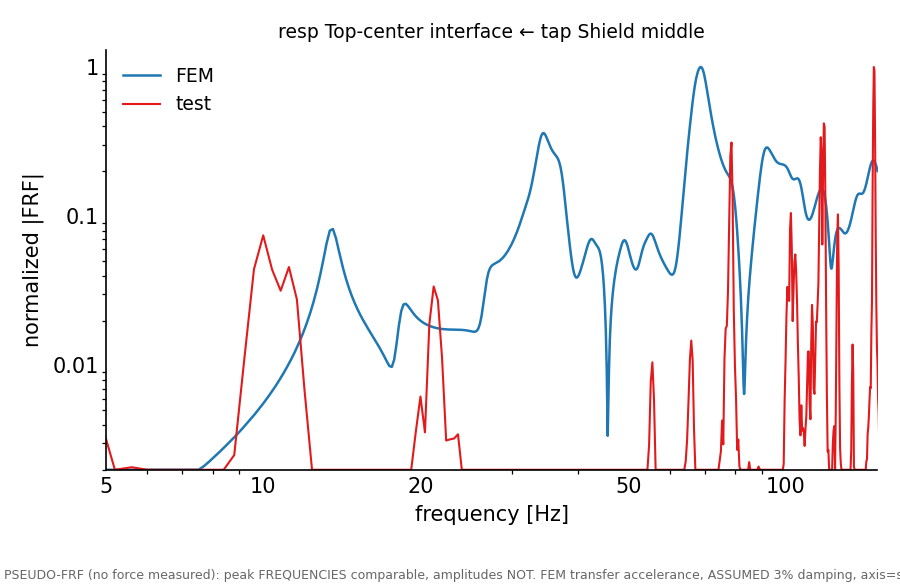 resp Top-center interface ← tap Shield middle
FEM
test
normalized |FRF|
1
0.1
0.01
5
10
20
50
100
frequency [Hz]
PSEUDO-FRF (no force measured): peak FREQUENCIES comparable, amplitudes NOT. FEM transfer accelerance, ASSUMED 3% damping, axis=s